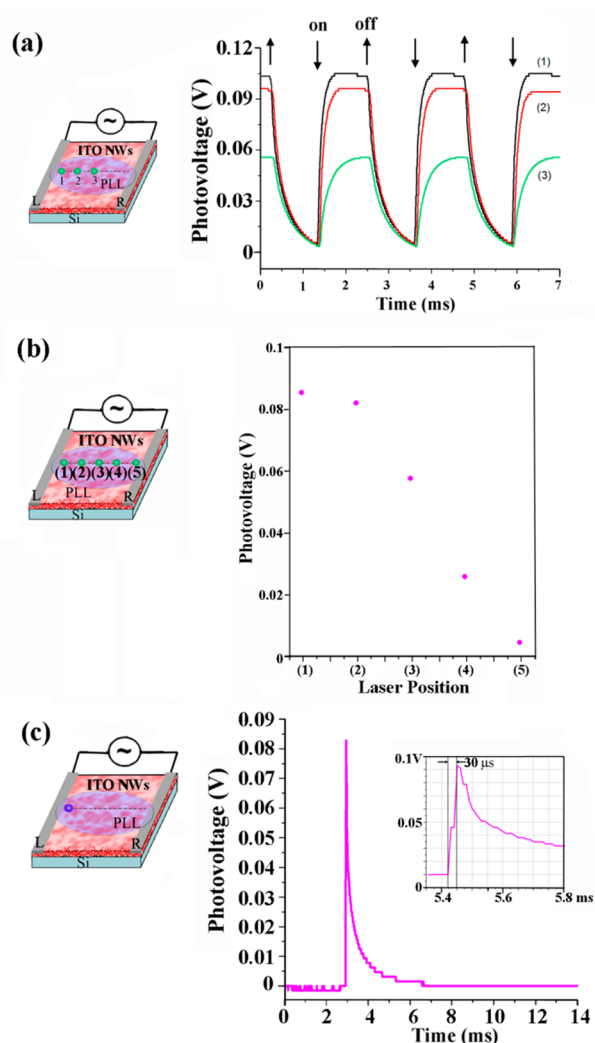 (a)
on off
0.12
0.09
0.06
0.03
0
Photovoltage (V)
(1)
(2)
(3)
0 1 2 3 4 5 6 7
Time (ms)
~
ITO NWs
1 2 3
PLL
L R
Si
(b)
0.1
0.08
0.06
0.04
0.02
0
Photovoltage (V)
(1) (2) (3) (4) (5)
Laser Position
~
ITO NWs
(1)(2)(3)(4)(5)
PLL
L R
Si
(c)
0.09
0.08
0.07
0.06
0.05
0.04
0.03
0.02
0.01
0
Photovoltage (V)
0 2 4 6 8 10 12 14
Time (ms)
0.1V
30 μs
0.05
0
5.4 5.6 5.8 ms
~
ITO NWs
PLL
L R
Si